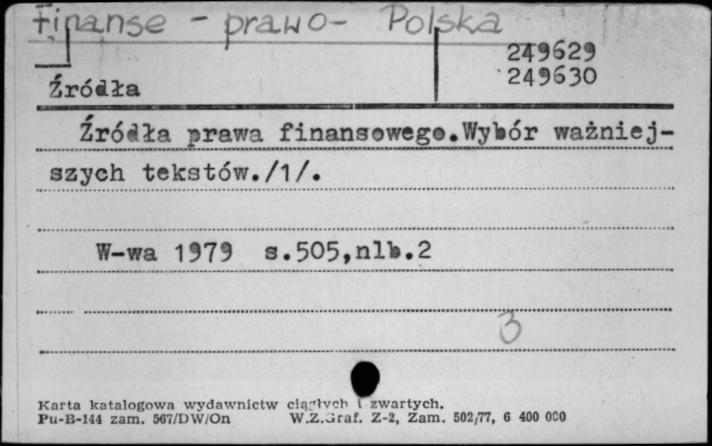 Finanse - prawo - Polska
249629
249630
Źródła
Źródła prawa finansowego.Wybór ważniej-
szych tekstów./1/.
W-wa 1979 s.505,nlb.2
3
Karta katalogowa wydawnictw ciągłych i zwartych.
Pu-B-144 zam. 567/DW/On W.Z.Graf. Z-2, Zam. 502/77, 6 400 000